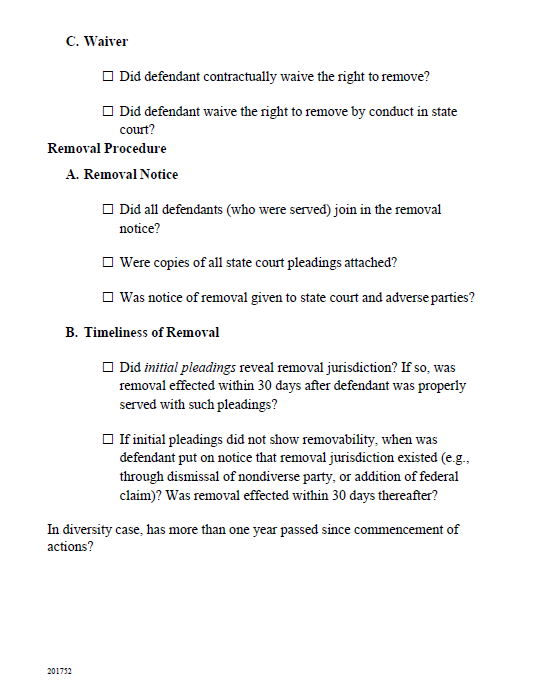 C. Waiver
☐ Did defendant contractually waive the right to remove?
☐ Did defendant waive the right to remove by conduct in state
court?
Removal Procedure
A. Removal Notice
☐ Did all defendants (who were served) join in the removal
notice?
☐ Were copies of all state court pleadings attached?
☐ Was notice of removal given to state court and adverse parties?
B. Timeliness of Removal
☐ Did initial pleadings reveal removal jurisdiction? If so, was
removal effected within 30 days after defendant was properly
served with such pleadings?
☐ If initial pleadings did not show removability, when was
defendant put on notice that removal jurisdiction existed (e.g.,
through dismissal of nondiverse party, or addition of federal
claim)? Was removal effected within 30 days thereafter?
In diversity case, has more than one year passed since commencement of
actions?
201752